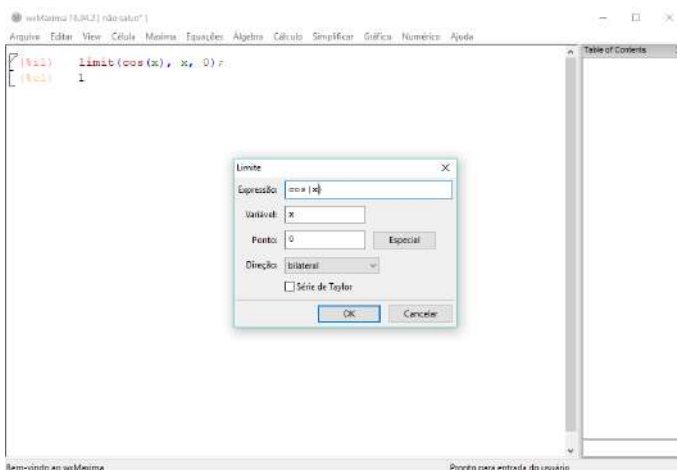 wxMaxima 16.04.2 [ não salvo* ]
Arquivo Editar View Célula Maxima Equações Álgebra Cálculo Simplificar Gráfico Numérico Ajuda
Table of Contents
(%i1) limit(cos(x), x, 0);
(%o1) 1
Limite
Expressão: cos(x)
Variável: x
Ponto: 0 Especial
Direção: bilateral
Série de Taylor
OK Cancelar
Bem-vindo ao wxMaxima Pronto para entrada do usuário